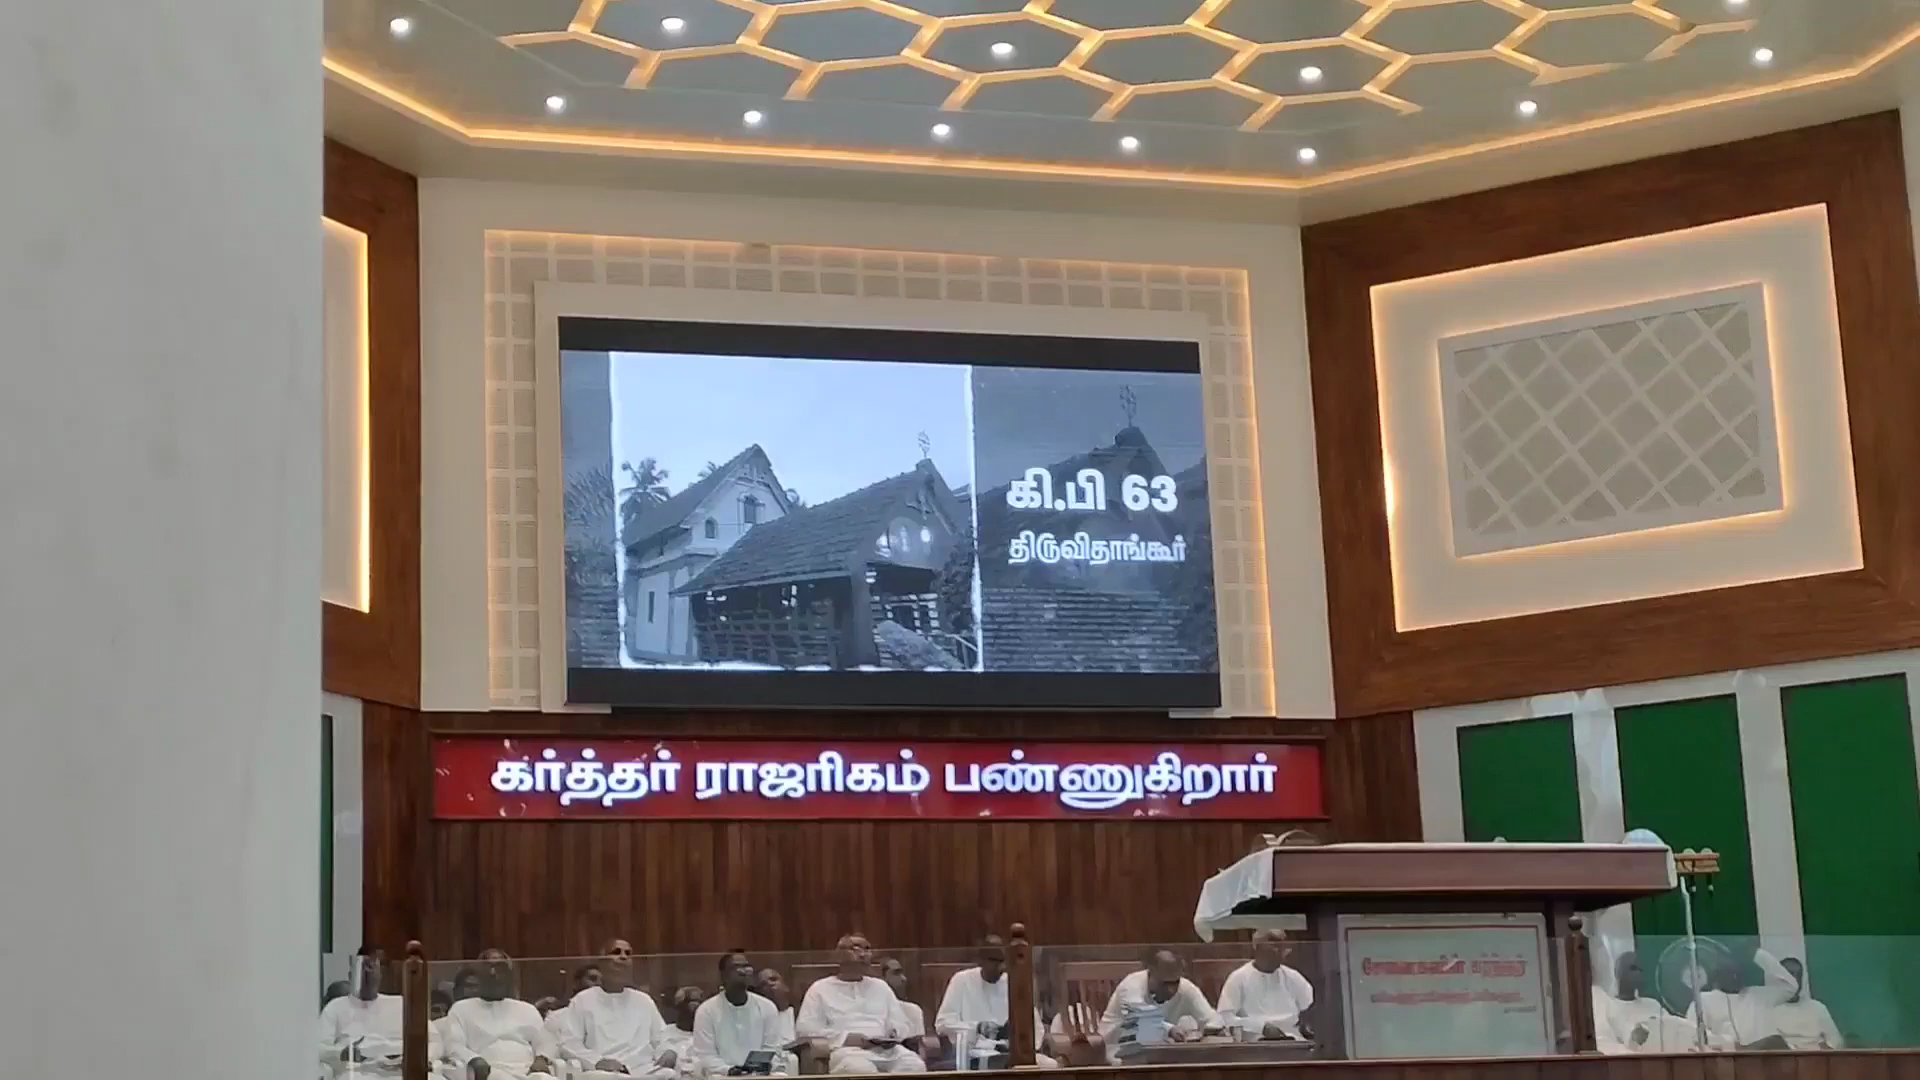 கி.பி 63
திருவிதாங்கூர்
கர்த்தர் ராஜரிகம் பண்ணுகிறார்